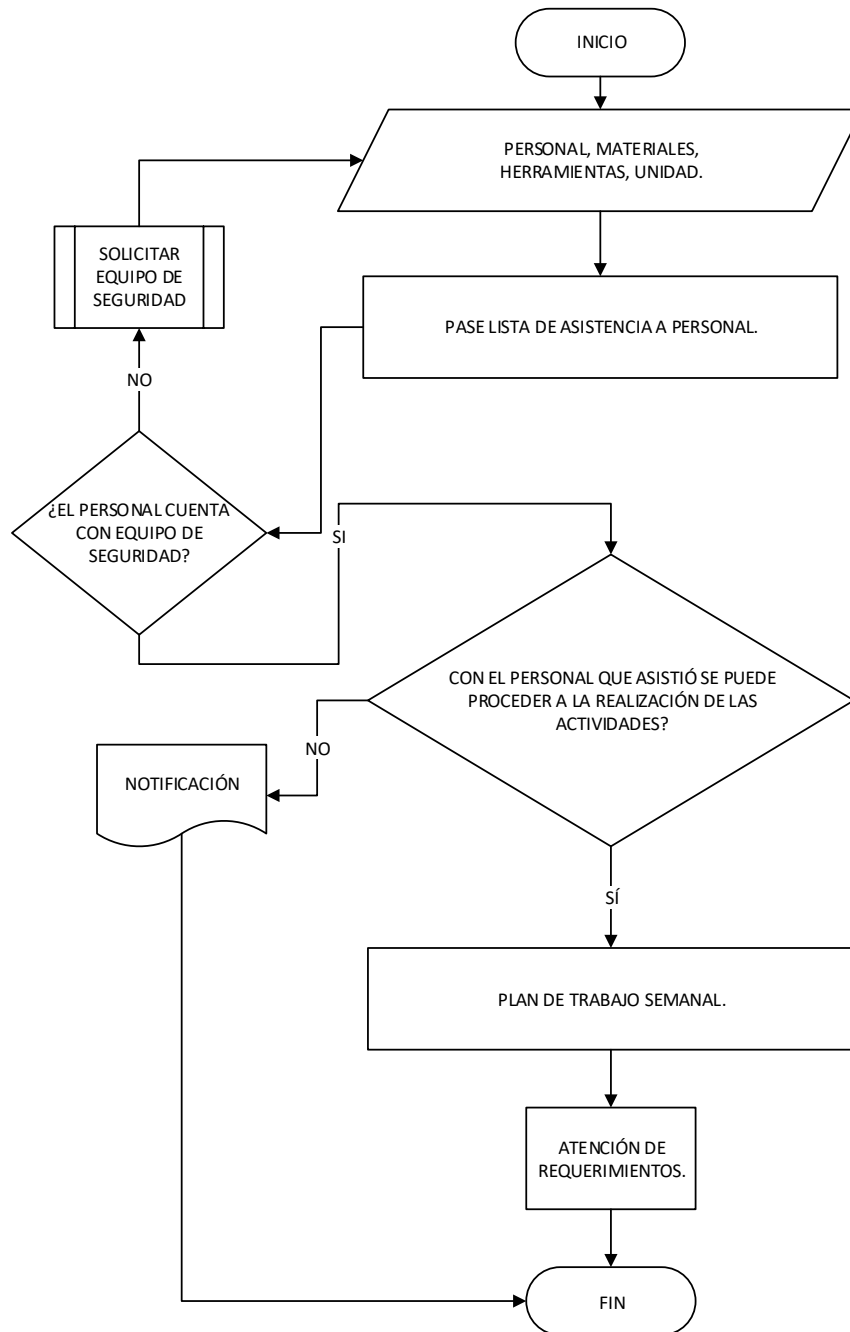 INICIO
PERSONAL, MATERIALES,
HERRAMIENTAS, UNIDAD.
SOLICITAR
EQUIPO DE
SEGURIDAD
PASE LISTA DE ASISTENCIA A PERSONAL.
NO
¿EL PERSONAL CUENTA
CON EQUIPO DE
SEGURIDAD?
SI
CON EL PERSONAL QUE ASISTIÓ SE PUEDE
PROCEDER A LA REALIZACIÓN DE LAS
ACTIVIDADES?
NO
NOTIFICACIÓN
SÍ
PLAN DE TRABAJO SEMANAL.
ATENCIÓN DE
REQUERIMIENTOS.
FIN